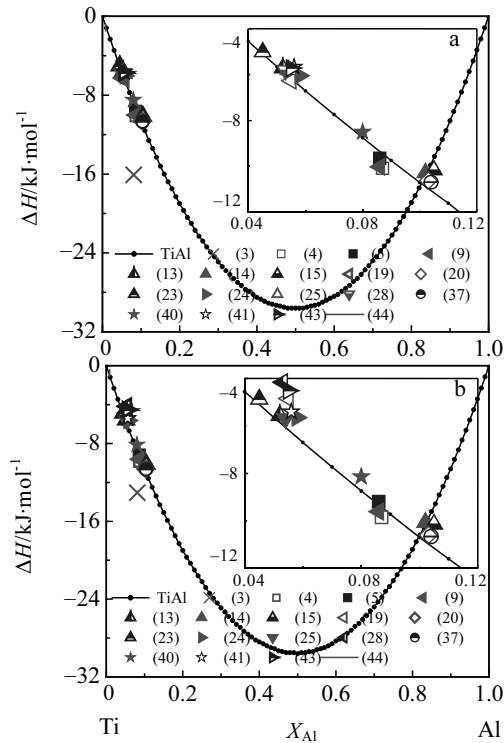 0
−8
−16
−24
−32
ΔH/kJ·mol⁻¹
a
−4
−8
−12
0.04 0.08 0.12
TiAl (3) (4) (5) (9)
(13) (14) (15) (19) (20)
(23) (24) (25) (28) (37)
(40) (41) (43) (44)
0 0.2 0.4 0.6 0.8 1.0
0
−8
−16
−24
−32
ΔH/kJ·mol⁻¹
b
−4
−8
−12
0.04 0.08 0.12
TiAl (3) (4) (5) (9)
(13) (14) (15) (19) (20)
(23) (24) (25) (28) (37)
(40) (41) (43) (44)
0 0.2 0.4 0.6 0.8 1.0
Ti X_Al Al